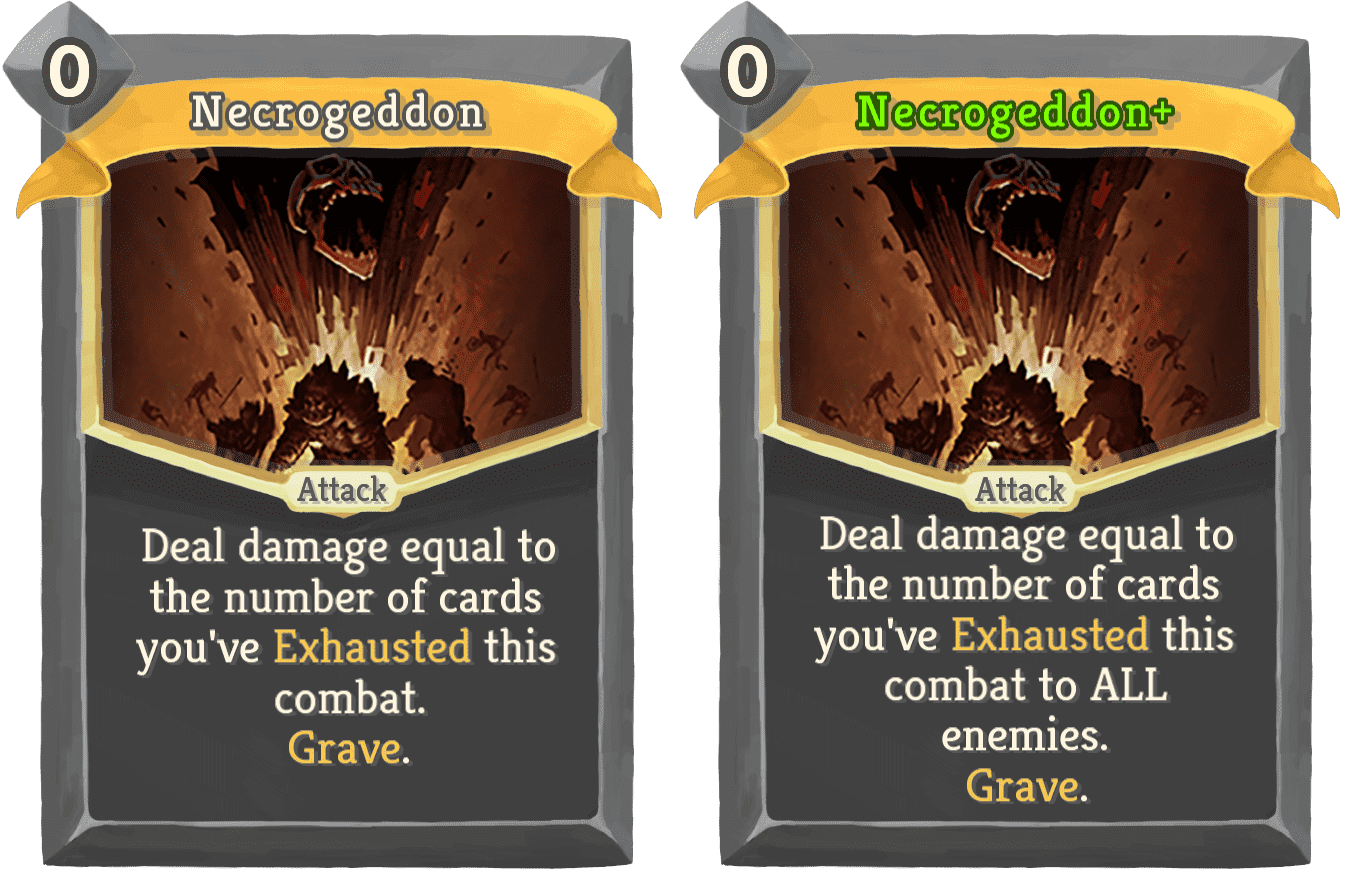 0
Necrogeddon
Attack
Deal damage equal to
the number of cards
you've Exhausted this
combat.
Grave.
0
Necrogeddon+
Attack
Deal damage equal to
the number of cards
you've Exhausted this
combat to ALL
enemies.
Grave.